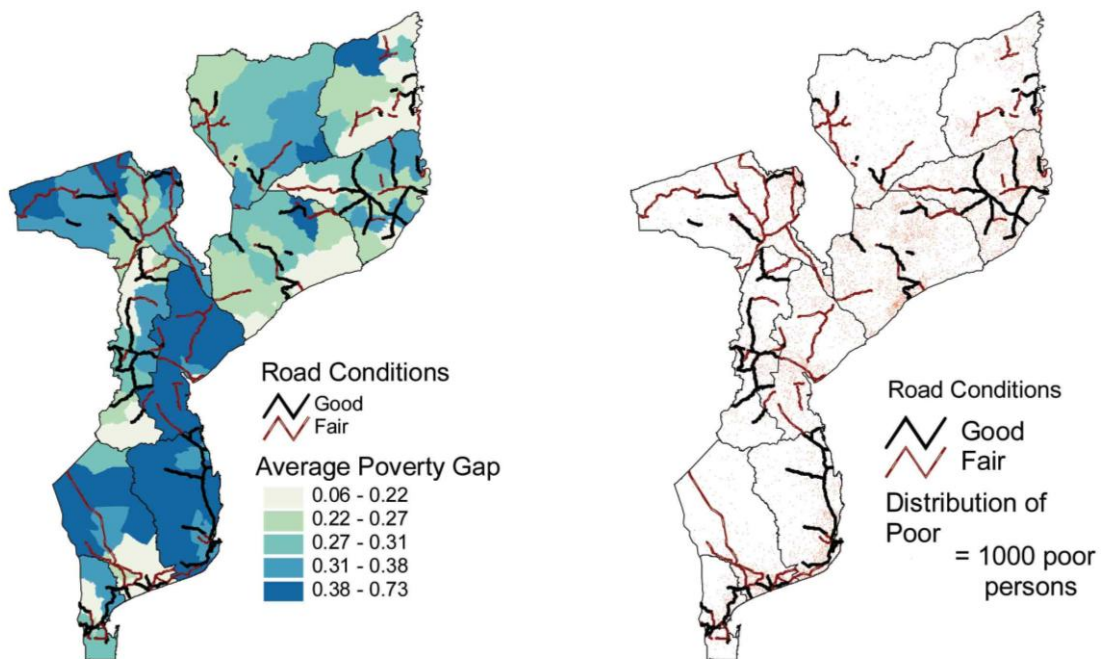 Road Conditions
Good
Fair
Average Poverty Gap
0.06 - 0.22
0.22 - 0.27
0.27 - 0.31
0.31 - 0.38
0.38 - 0.73
Road Conditions
Good
Fair
Distribution of
Poor
= 1000 poor
persons